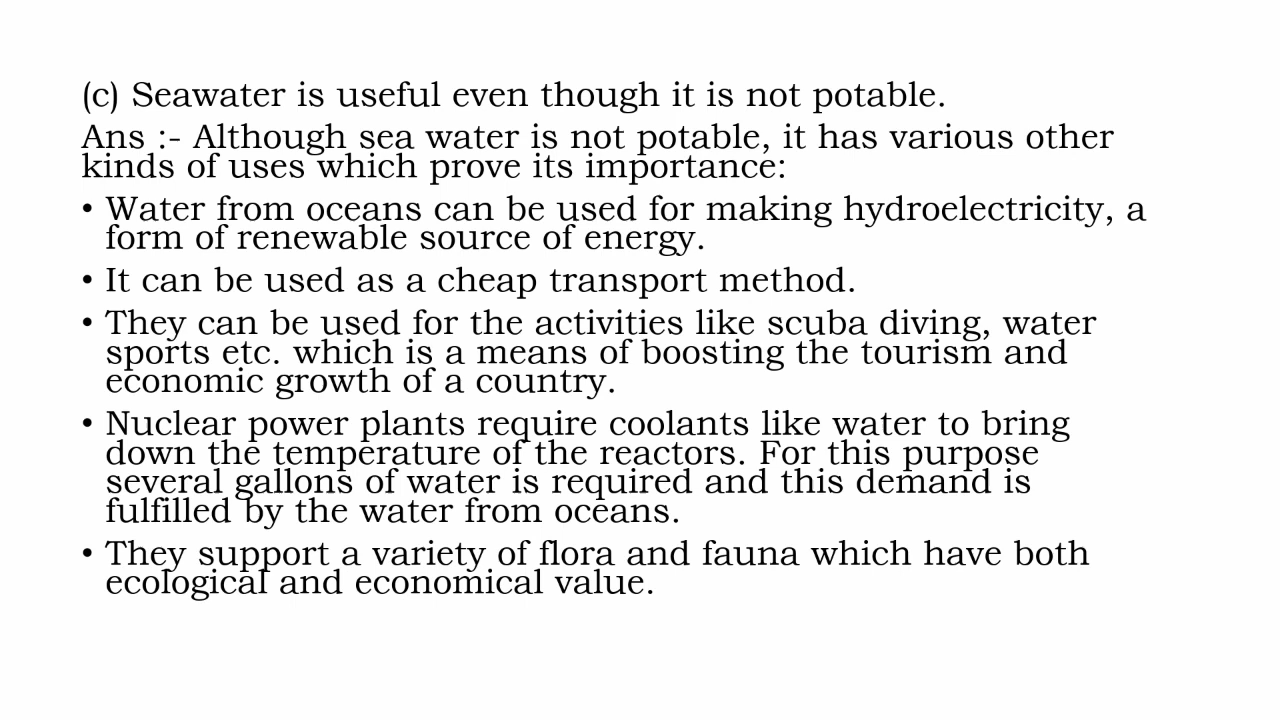 (c) Seawater is useful even though it is not potable.
Ans :- Although sea water is not potable, it has various other
kinds of uses which prove its importance:
• Water from oceans can be used for making hydroelectricity, a
form of renewable source of energy.
• It can be used as a cheap transport method.
• They can be used for the activities like scuba diving, water
sports etc. which is a means of boosting the tourism and
economic growth of a country.
• Nuclear power plants require coolants like water to bring
down the temperature of the reactors. For this purpose
several gallons of water is required and this demand is
fulfilled by the water from oceans.
• They support a variety of flora and fauna which have both
ecological and economical value.